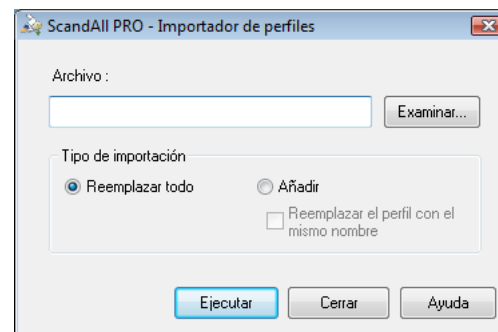 ScandAll PRO - Importador de perfiles
Archivo :
Examinar...
Tipo de importación
Reemplazar todo
Añadir
Reemplazar el perfil con el
mismo nombre
Ejecutar
Cerrar
Ayuda